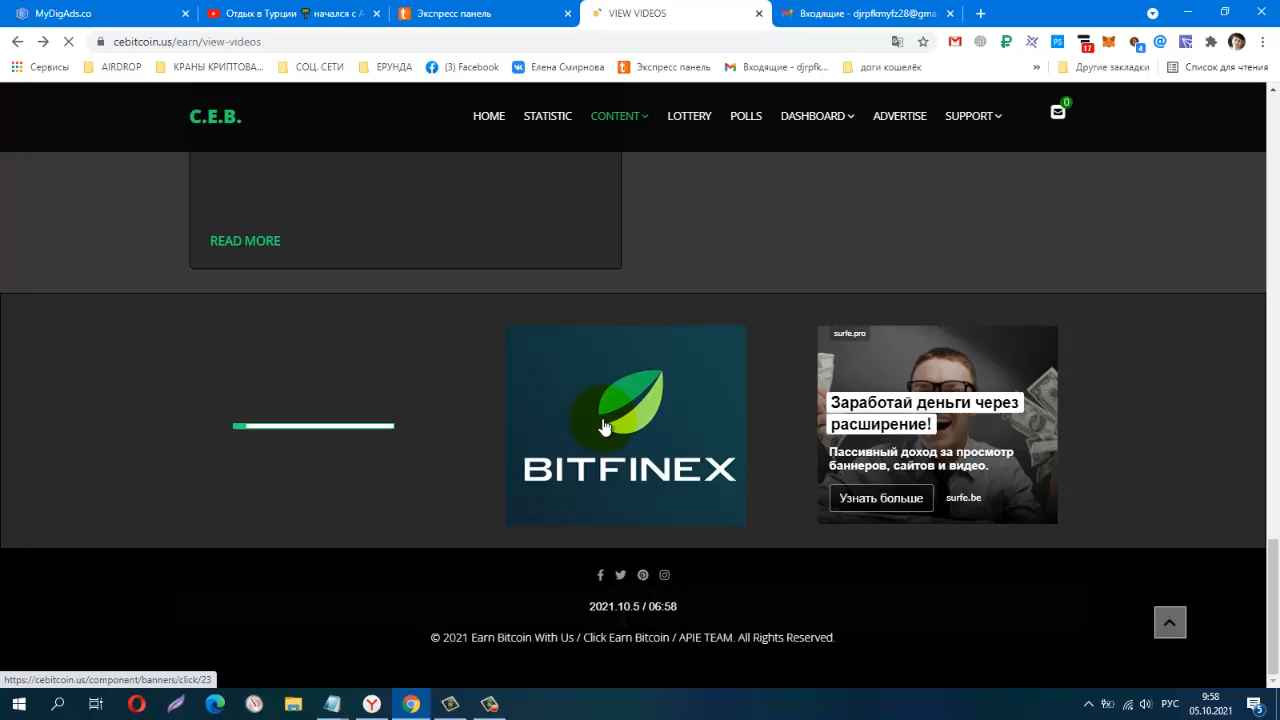 MyDigAds.co
Отдых в Турции 🌴 начался с А
Экспресс панель
VIEW VIDEOS
Входящие - djrpfkmyfz28@gma
cebitcoin.us/earn/view-videos
Сервисы
AIRDROP
КРАНЫ КРИПТОВА...
СОЦ. СЕТИ
ЕРУНДА
(3) Facebook
Елена Смирнова
Экспресс панель
Входящие - djrpfk...
доги кошелёк
»
Другие закладки
Список для чтения
17
4
C.E.B.
HOME
STATISTIC
CONTENT
LOTTERY
POLLS
DASHBOARD
ADVERTISE
SUPPORT
0
READ MORE
BITFINEX
surfe.pro
Заработай деньги через
расширение!
Пассивный доход за просмотр
баннеров, сайтов и видео.
Узнать больше
surfe.be
2021.10.5 / 06:58
© 2021 Earn Bitcoin With Us / Click Earn Bitcoin / APIE TEAM. All Rights Reserved.
https://cebitcoin.us/component/banners/click/23
РУС
9:58
05.10.2021
5